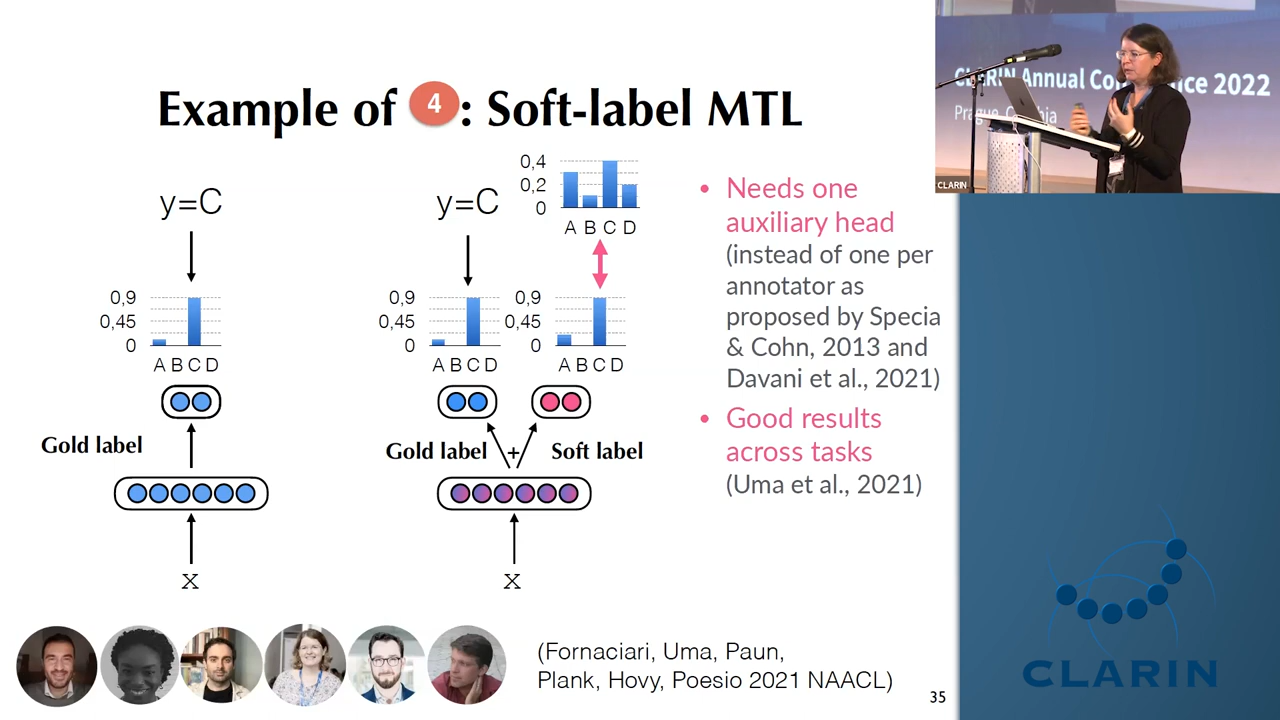 Example of 4: Soft-label MTL
y=C
0,9
0,45
0
A B C D
Gold label
x
y=C
0,4
0,2
0
A B C D
0,9
0,45
0
A B C D
0,9
0,45
0
A B C D
Gold label
+
Soft label
x
• Needs one
auxiliary head
(instead of one per
annotator as
proposed by Specia
& Cohn, 2013 and
Davani et al., 2021)
• Good results
across tasks
(Uma et al., 2021)
(Fornaciari, Uma, Paun,
Plank, Hovy, Poesio 2021 NAACL)
35
CLARIN Annual 2022
CLARIN
CLARIN